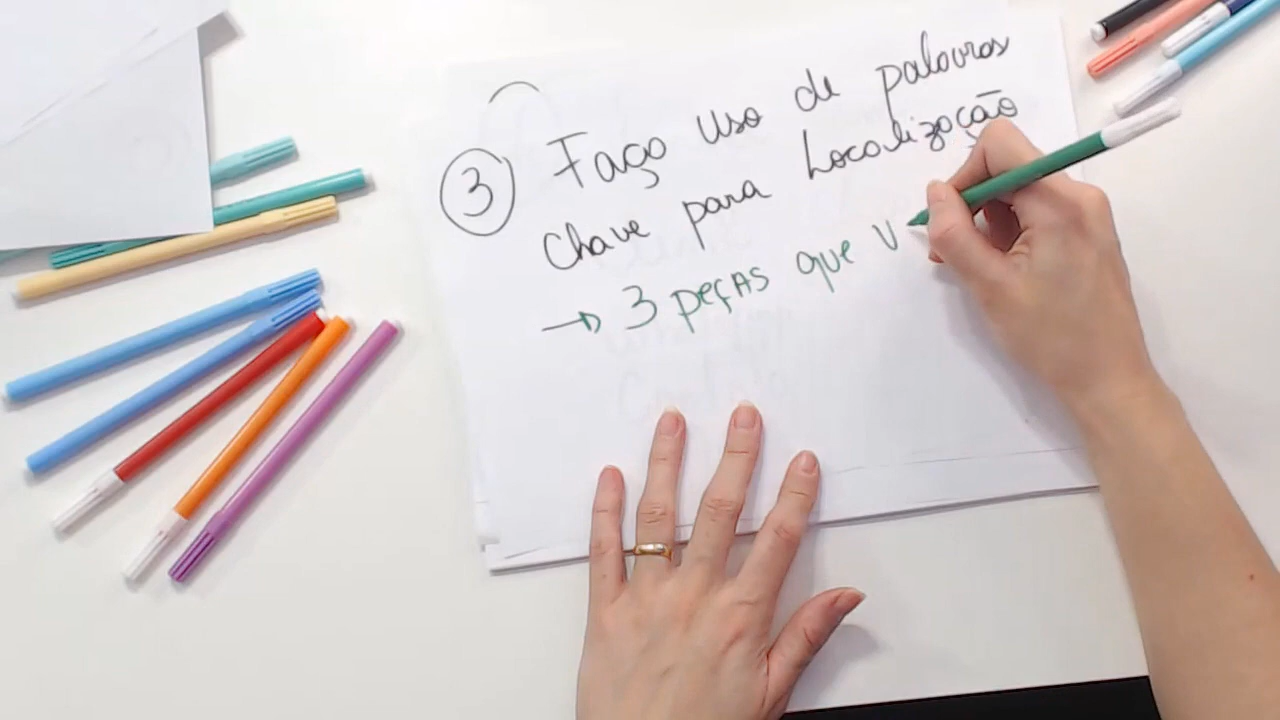 3 Faço uso de palavras
chave para Localização
→ 3 peças que v